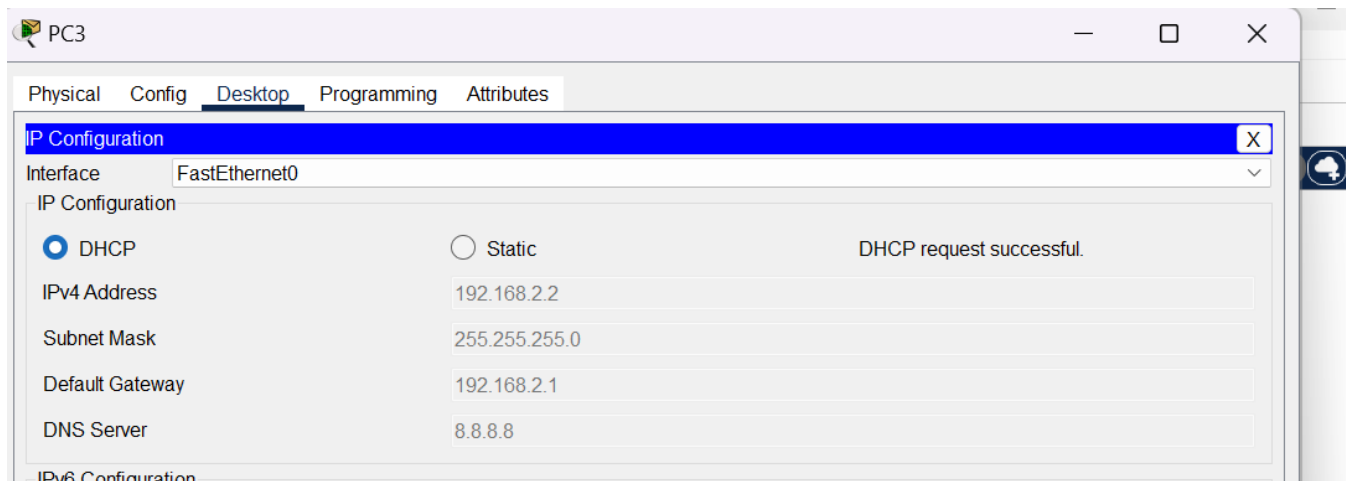 PC3
Physical Config Desktop Programming Attributes
IP Configuration X
Interface FastEthernet0
IP Configuration
DHCP Static DHCP request successful.
IPv4 Address 192.168.2.2
Subnet Mask 255.255.255.0
Default Gateway 192.168.2.1
DNS Server 8.8.8.8
IPv6 Configuration